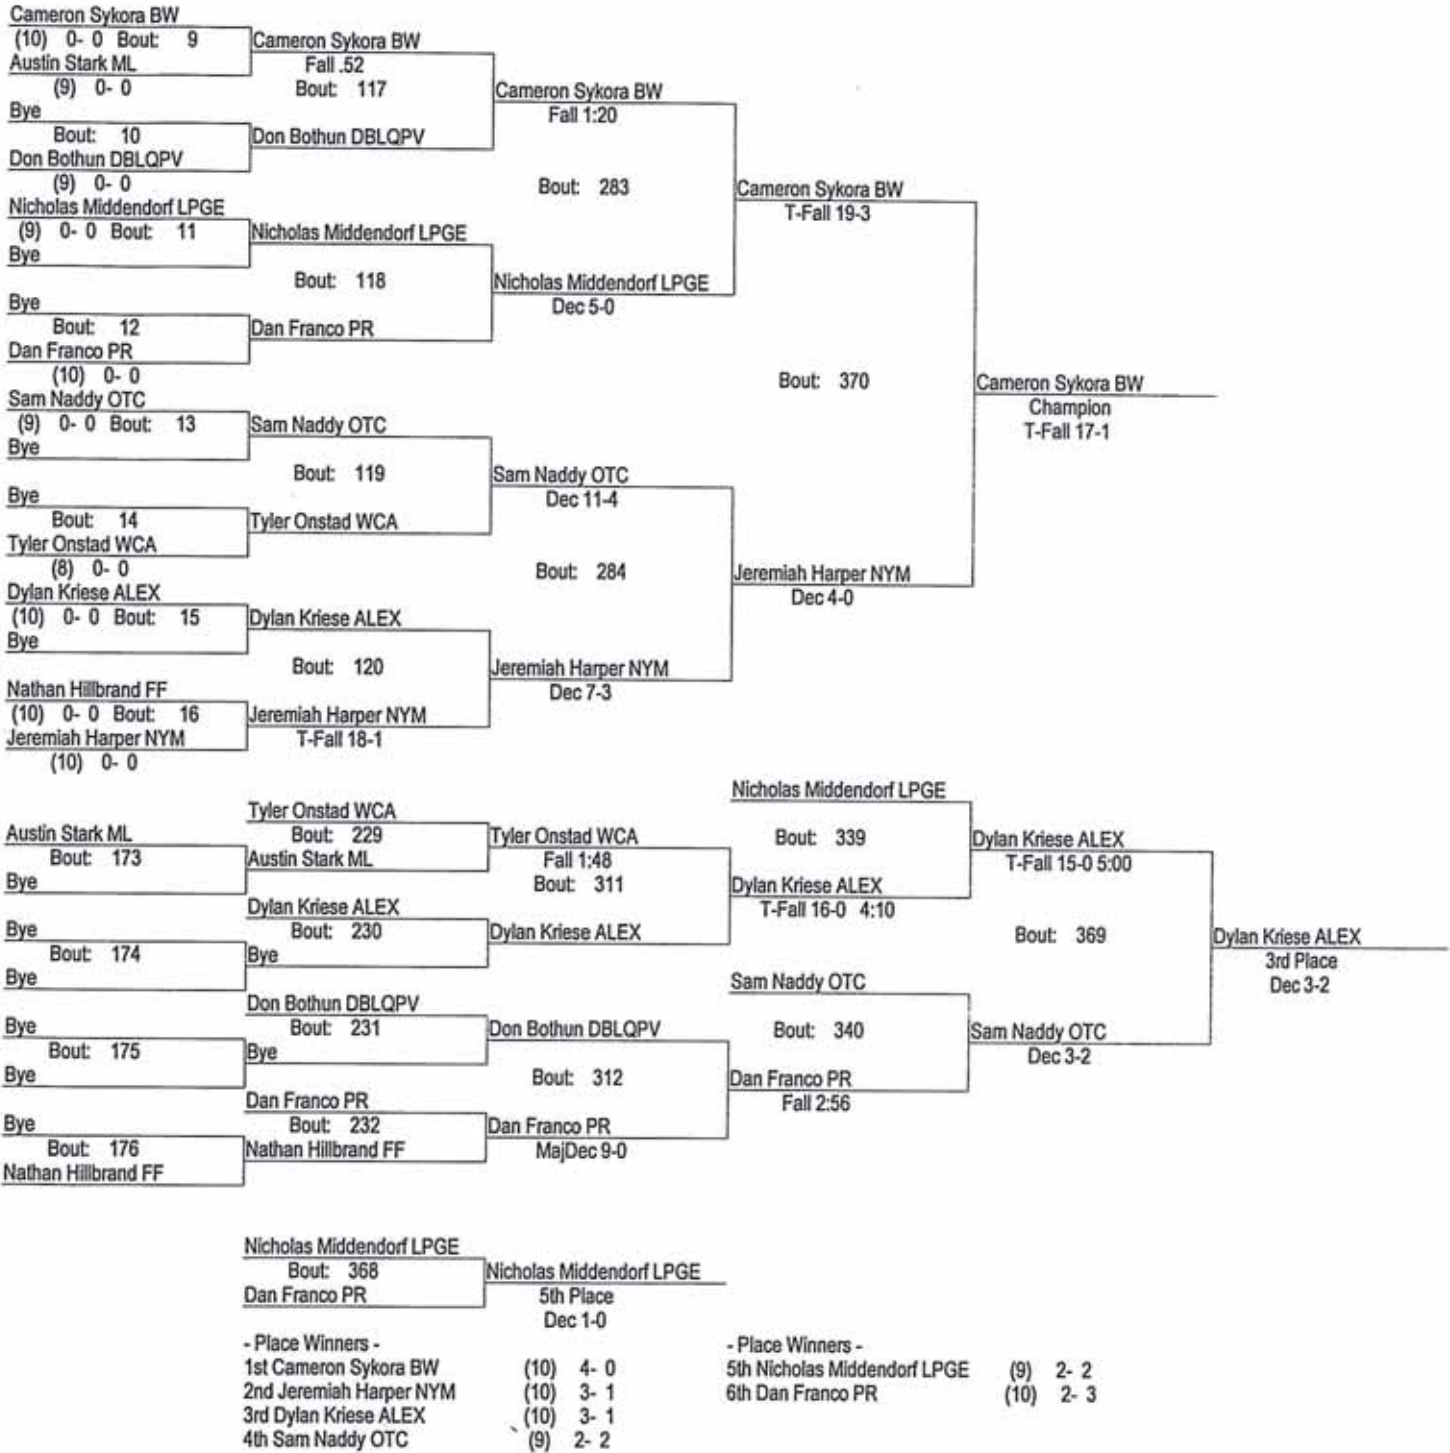 Cameron Sykora BW
(10) 0- 0 Bout: 9
Austin Stark ML
(9) 0- 0
Bye
Bout: 10
Don Bothun DBLQPV
(9) 0- 0
Nicholas Middendorf LPGE
(9) 0- 0 Bout: 11
Bye
Bye
Bout: 12
Dan Franco PR
(10) 0- 0
Sam Naddy OTC
(9) 0- 0 Bout: 13
Bye
Bye
Bout: 14
Tyler Onstad WCA
(8) 0- 0
Dylan Kriese ALEX
(10) 0- 0 Bout: 15
Bye
Nathan Hillbrand FF
(10) 0- 0 Bout: 16
Jeremiah Harper NYM
(10) 0- 0
Cameron Sykora BW
Fall .52
Bout: 117
Don Bothun DBLQPV
Nicholas Middendorf LPGE
Bout: 118
Dan Franco PR
Sam Naddy OTC
Bout: 119
Tyler Onstad WCA
Dylan Kriese ALEX
Bout: 120
Jeremiah Harper NYM
T-Fall 18-1
Cameron Sykora BW
Fall 1:20
Bout: 283
Nicholas Middendorf LPGE
Dec 5-0
Sam Naddy OTC
Dec 11-4
Bout: 284
Jeremiah Harper NYM
Dec 7-3
Cameron Sykora BW
T-Fall 19-3
Bout: 370
Jeremiah Harper NYM
Dec 4-0
Cameron Sykora BW
Champion
T-Fall 17-1
Austin Stark ML
Bout: 173
Bye
Bye
Bout: 174
Bye
Bye
Bout: 175
Bye
Bye
Bout: 176
Nathan Hillbrand FF
Tyler Onstad WCA
Bout: 229
Austin Stark ML
Dylan Kriese ALEX
Bout: 230
Bye
Don Bothun DBLQPV
Bout: 231
Bye
Dan Franco PR
Bout: 232
Nathan Hillbrand FF
Tyler Onstad WCA
Fall 1:48
Bout: 311
Dylan Kriese ALEX
Don Bothun DBLQPV
Bout: 312
Dan Franco PR
MajDec 9-0
Nicholas Middendorf LPGE
Bout: 339
Dylan Kriese ALEX
T-Fall 16-0 4:10
Sam Naddy OTC
Bout: 340
Dan Franco PR
Fall 2:56
Dylan Kriese ALEX
T-Fall 15-0 5:00
Bout: 369
Sam Naddy OTC
Dec 3-2
Dylan Kriese ALEX
3rd Place
Dec 3-2
Nicholas Middendorf LPGE
Bout: 368
Dan Franco PR
Nicholas Middendorf LPGE
5th Place
Dec 1-0
- Place Winners -
1st Cameron Sykora BW (10) 4- 0
2nd Jeremiah Harper NYM (10) 3- 1
3rd Dylan Kriese ALEX (10) 3- 1
4th Sam Naddy OTC (9) 2- 2
- Place Winners -
5th Nicholas Middendorf LPGE (9) 2- 2
6th Dan Franco PR (10) 2- 3